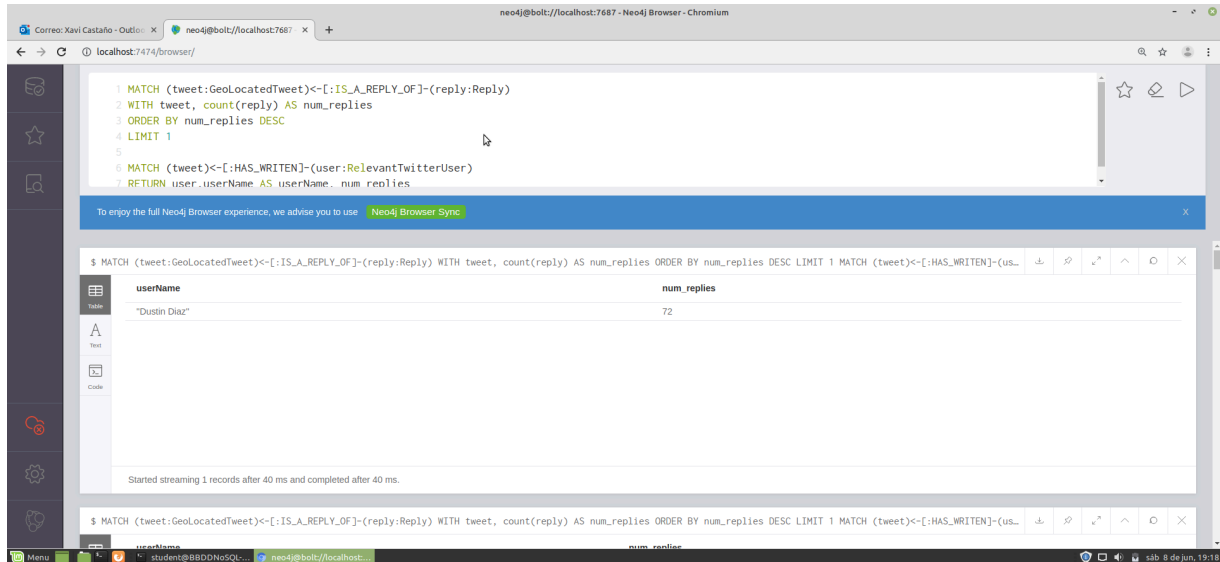 neo4j@bolt://localhost:7687 - Neo4j Browser - Chromium
Correo: Xavi Castaño - Outloo
neo4j@bolt://localhost:7687
localhost:7474/browser/
1 MATCH (tweet:GeoLocatedTweet)<-[:IS_A_REPLY_OF]-(reply:Reply)
2 WITH tweet, count(reply) AS num_replies
3 ORDER BY num_replies DESC
4 LIMIT 1
5
6 MATCH (tweet)<-[:HAS_WRITEN]-(user:RelevantTwitterUser)
7 RETURN user.userName AS userName, num_replies
To enjoy the full Neo4j Browser experience, we advise you to use Neo4j Browser Sync X
$ MATCH (tweet:GeoLocatedTweet)<-[:IS_A_REPLY_OF]-(reply:Reply) WITH tweet, count(reply) AS num_replies ORDER BY num_replies DESC LIMIT 1 MATCH (tweet)<-[:HAS_WRITEN]-(us…
userName num_replies
Table
"Dustin Diaz" 72
A
Text
Code
Started streaming 1 records after 40 ms and completed after 40 ms.
$ MATCH (tweet:GeoLocatedTweet)<-[:IS_A_REPLY_OF]-(reply:Reply) WITH tweet, count(reply) AS num_replies ORDER BY num_replies DESC LIMIT 1 MATCH (tweet)<-[:HAS_WRITEN]-(us…
userName num_replies
Menu student@BBDDNoSQL-... neo4j@bolt://localhost:... sáb 8 de jun, 19:18